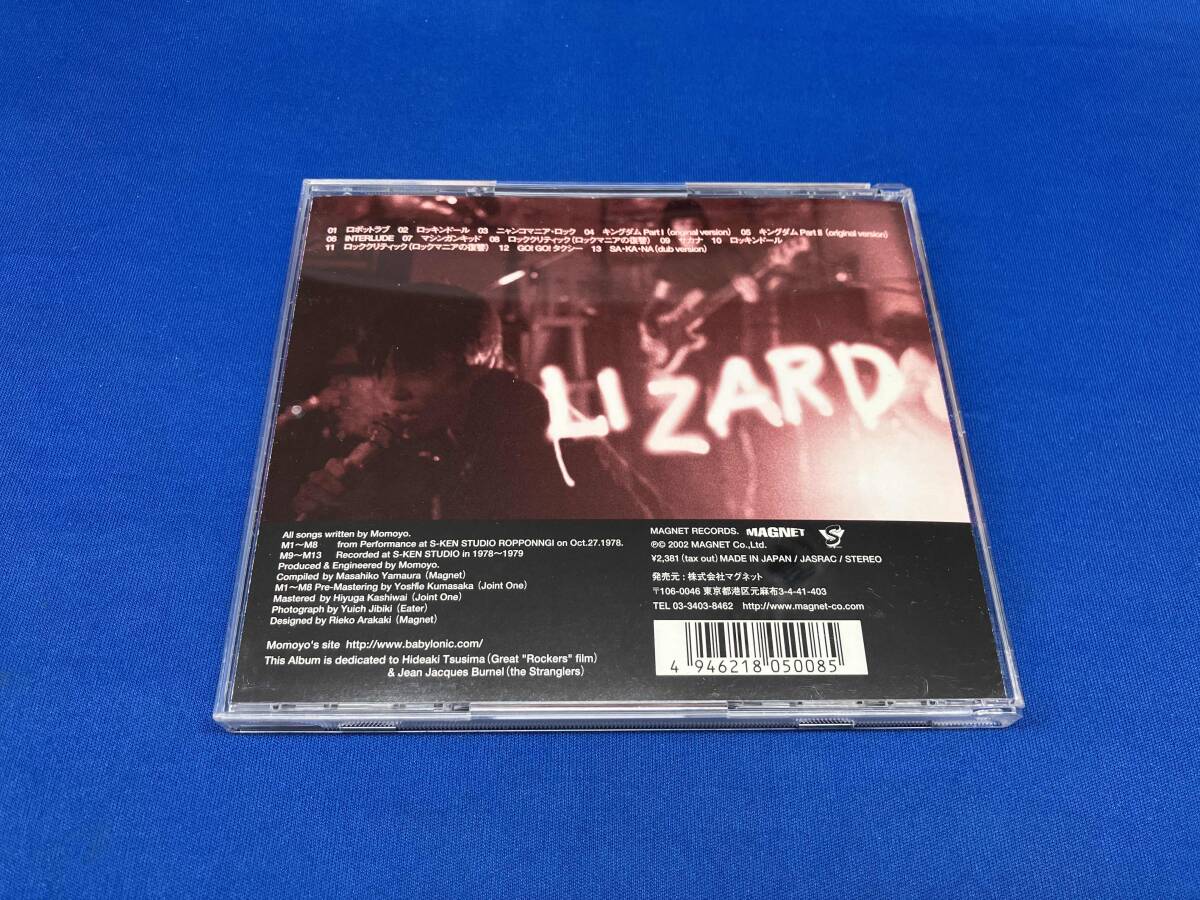 01 ロボットラブ 02 ロッキンドール 03 ニャンコマニア・ロック 04 キングダム Part I (original version) 05 キングダム Part II (original version)
06 INTERLUDE 07 マシンガンキッド 08 ロッククリティック(ロックマニアの復讐) 09 サカナ 10 ロッキンドール
11 ロッククリティック(ロックマニアの復讐) 12 GO! GO! タクシー 13 SA・KA・NA (dub version)
LIZARD
All songs written by Momoyo.
M1〜M8 from Performance at S-KEN STUDIO ROPPONNGI on Oct.27.1978.
M9〜M13 Recorded at S-KEN STUDIO in 1978〜1979
Produced & Engineered by Momoyo.
Compiled by Masahiko Yamaura (Magnet)
M1〜M8 Pre-Mastering by Yoshfie Kumasaka (Joint One)
Mastered by Hiyuga Kashiwai (Joint One)
Photograph by Yuich Jibiki (Eater)
Designed by Rieko Arakaki (Magnet)
Momoyo's site http://www.babylonic.com/
This Album is dedicated to Hideaki Tsusima (Great "Rockers" film)
& Jean Jacques Burnel (the Stranglers)
MAGNET RECORDS. MAGNET
℗© 2002 MAGNET Co.,Ltd.
¥2,381 (tax out) MADE IN JAPAN / JASRAC / STEREO
発売元:株式会社マグネット
〒106-0046 東京都港区元麻布3-4-41-403
TEL 03-3403-8462 http://www.magnet-co.com/
4 946218 050085